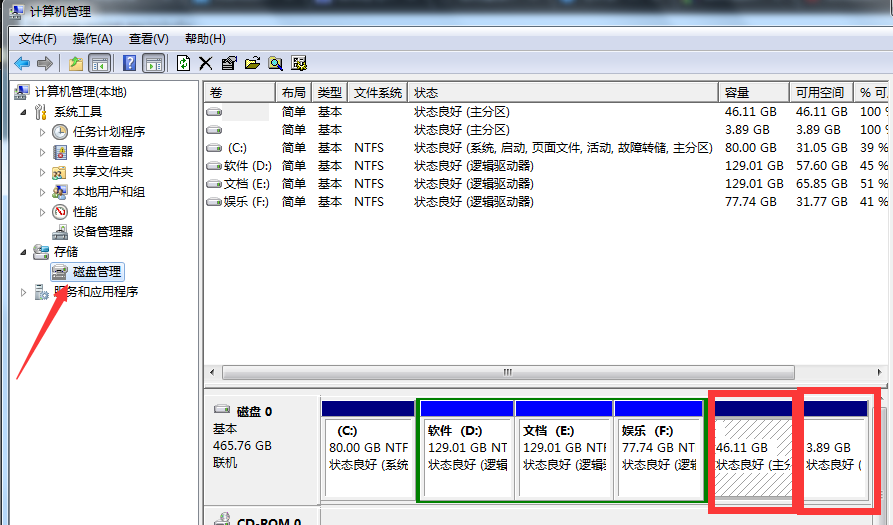 计算机管理
文件(F) 操作(A) 查看(V) 帮助(H)
计算机管理(本地)
系统工具
任务计划程序
事件查看器
共享文件夹
本地用户和组
性能
设备管理器
存储
磁盘管理
服务和应用程序
卷 布局 类型 文件系统 状态 容量 可用空间 % 可
简单 基本 状态良好 (主分区) 46.11 GB 46.11 GB 100 %
简单 基本 状态良好 (主分区) 3.89 GB 3.89 GB 100 %
(C:) 简单 基本 NTFS 状态良好 (系统, 启动, 页面文件, 活动, 故障转储, 主分区) 80.00 GB 31.05 GB 39 %
软件 (D:) 简单 基本 NTFS 状态良好 (逻辑驱动器) 129.01 GB 57.60 GB 45 %
文档 (E:) 简单 基本 NTFS 状态良好 (逻辑驱动器) 129.01 GB 65.85 GB 51 %
娱乐 (F:) 简单 基本 NTFS 状态良好 (逻辑驱动器) 77.74 GB 31.77 GB 41 %
磁盘 0
基本
465.76 GB
联机
(C:)
80.00 GB NTF
状态良好 (系统
软件 (D:)
129.01 GB NT
状态良好 (逻辑
文档 (E:)
129.01 GB NTF
状态良好 (逻辑
娱乐 (F:)
77.74 GB NTF
状态良好 (逻辑
46.11 GB
状态良好 (主分
3.89 GB
状态良好 (
CD-ROM 0